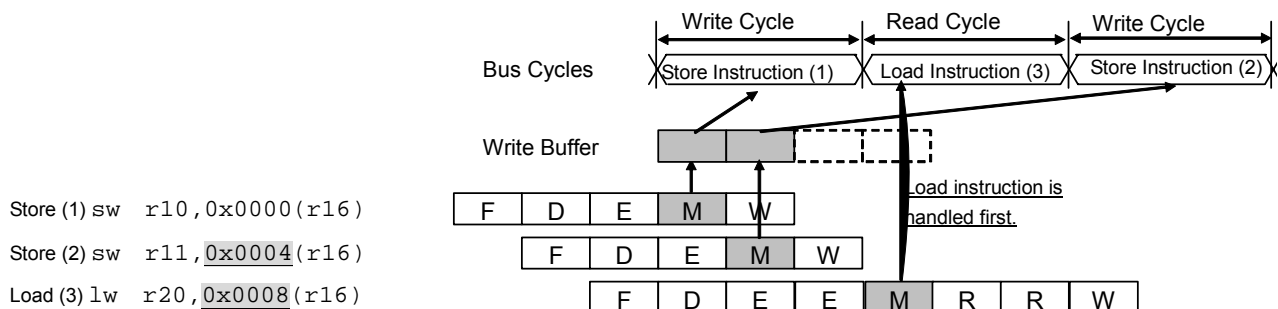 Write Cycle Read Cycle Write Cycle
Bus Cycles Store Instruction (1) Load Instruction (3) Store Instruction (2)
Write Buffer
Load instruction is
handled first.
Store (1) sw r10,0x0000(r16) F D E M W
Store (2) sw r11,0x0004(r16) F D E M W
Load (3) lw r20,0x0008(r16) F D E E M R R W